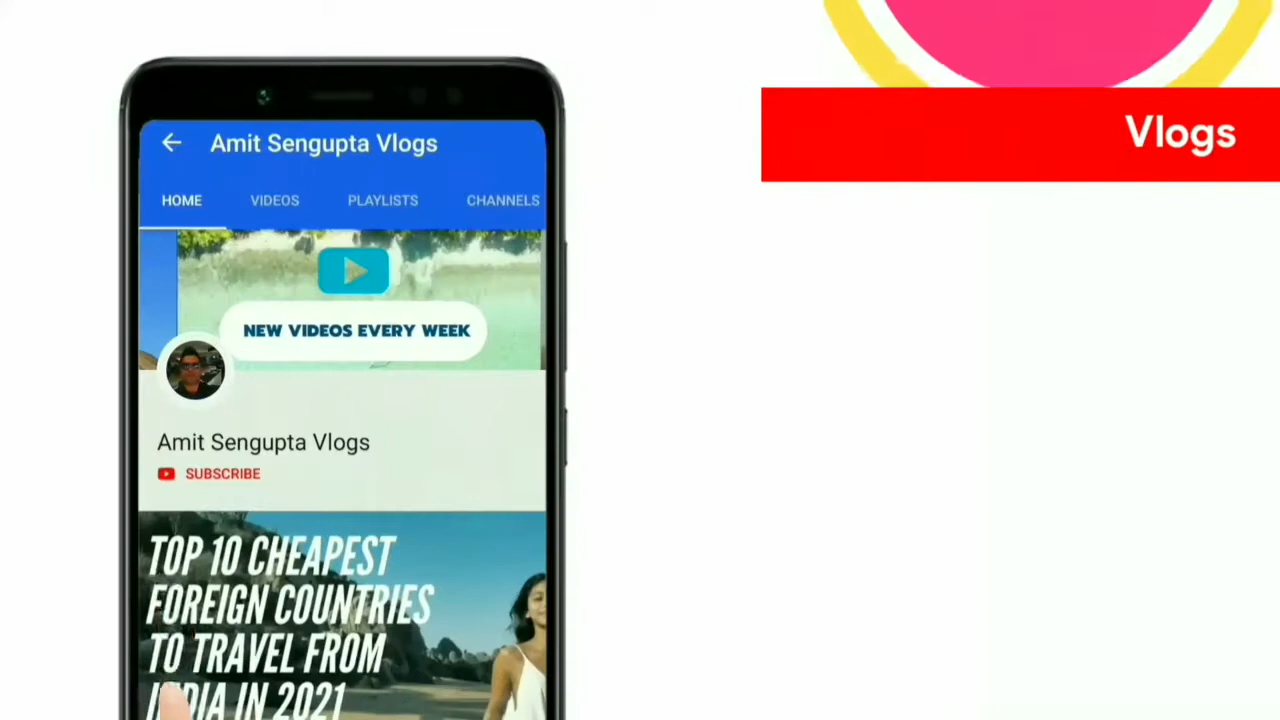 Amit Sengupta Vlogs
HOME VIDEOS PLAYLISTS CHANNELS
NEW VIDEOS EVERY WEEK
Amit Sengupta Vlogs
SUBSCRIBE
TOP 10 CHEAPEST
FOREIGN COUNTRIES
TO TRAVEL FROM
INDIA IN 2021
Vlogs